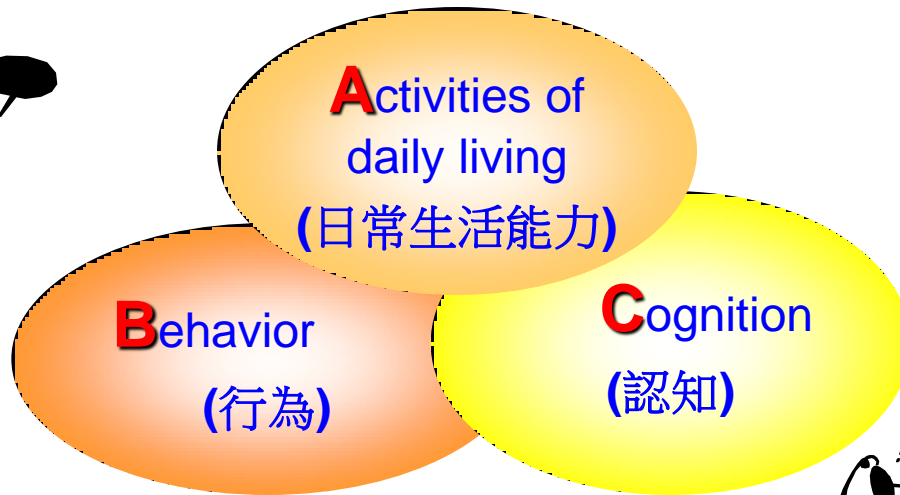 Activities of
daily living
(日常生活能力)
Behavior
(行為)
Cognition
(認知)